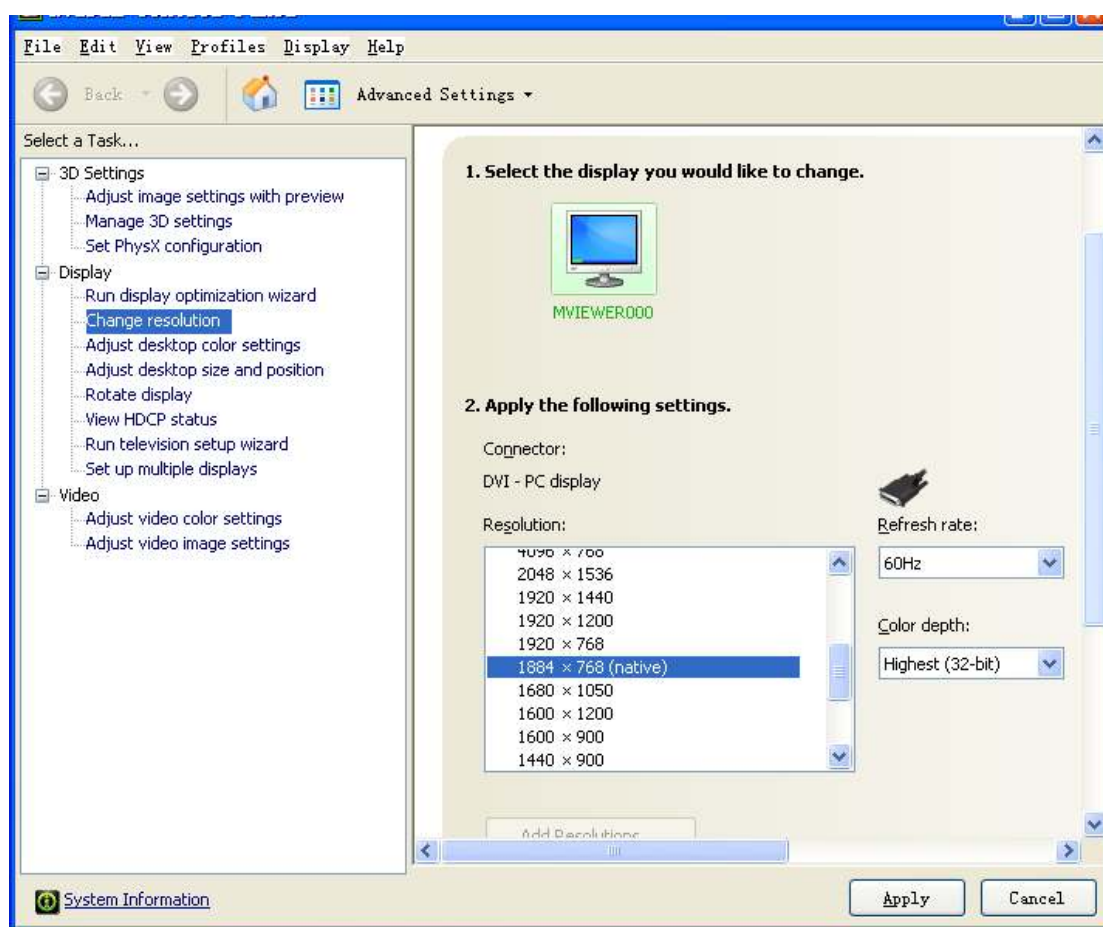 File Edit View Profiles Display Help
Back Advanced Settings
Select a Task...
3D Settings
Adjust image settings with preview
Manage 3D settings
Set PhysX configuration
Display
Run display optimization wizard
Change resolution
Adjust desktop color settings
Adjust desktop size and position
Rotate display
View HDCP status
Run television setup wizard
Set up multiple displays
Video
Adjust video color settings
Adjust video image settings
System Information
1. Select the display you would like to change.
MVIEWER000
2. Apply the following settings.
Connector:
DVI - PC display
Resolution:
4096 × 768
2048 × 1536
1920 × 1440
1920 × 1200
1920 × 768
1884 × 768 (native)
1680 × 1050
1600 × 1200
1600 × 900
1440 × 900
Refresh rate:
60Hz
Color depth:
Highest (32-bit)
Add Resolutions
Apply Cancel